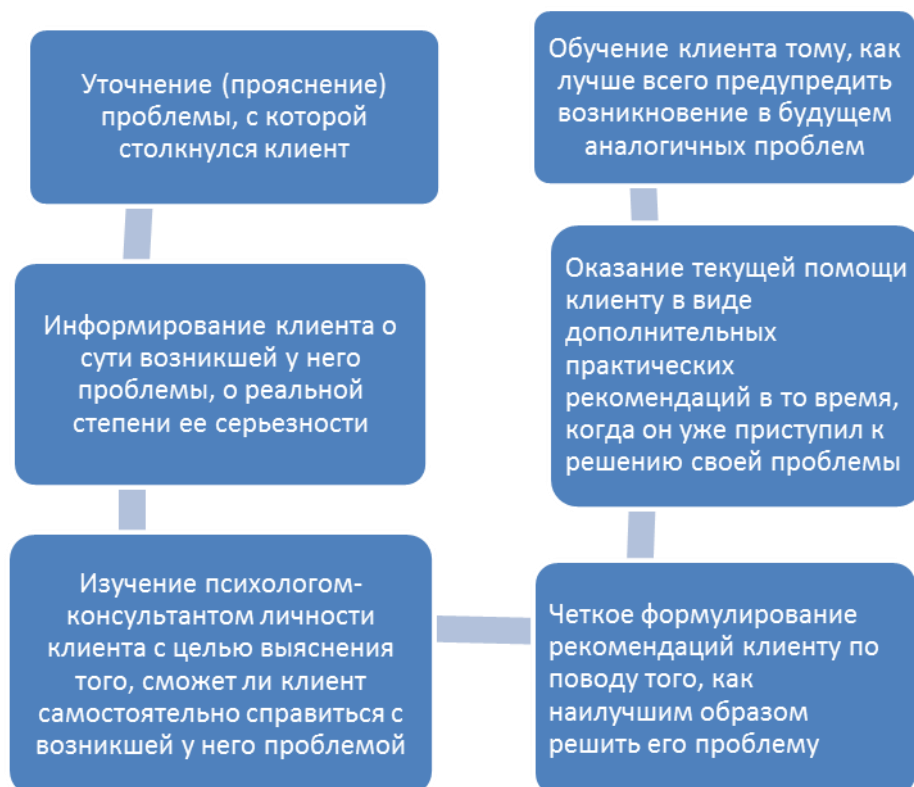 Уточнение (прояснение)
проблемы, с которой
столкнулся клиент
Информирование клиента о
сути возникшей у него
проблемы, о реальной
степени ее серьезности
Изучение психологом-
консультантом личности
клиента с целью выяснения
того, сможет ли клиент
самостоятельно справиться с
возникшей у него проблемой
Четкое формулирование
рекомендаций клиенту по
поводу того, как
наилучшим образом
решить его проблему
Оказание текущей помощи
клиенту в виде
дополнительных
практических
рекомендаций в то время,
когда он уже приступил к
решению своей проблемы
Обучение клиента тому, как
лучше всего предупредить
возникновение в будущем
аналогичных проблем